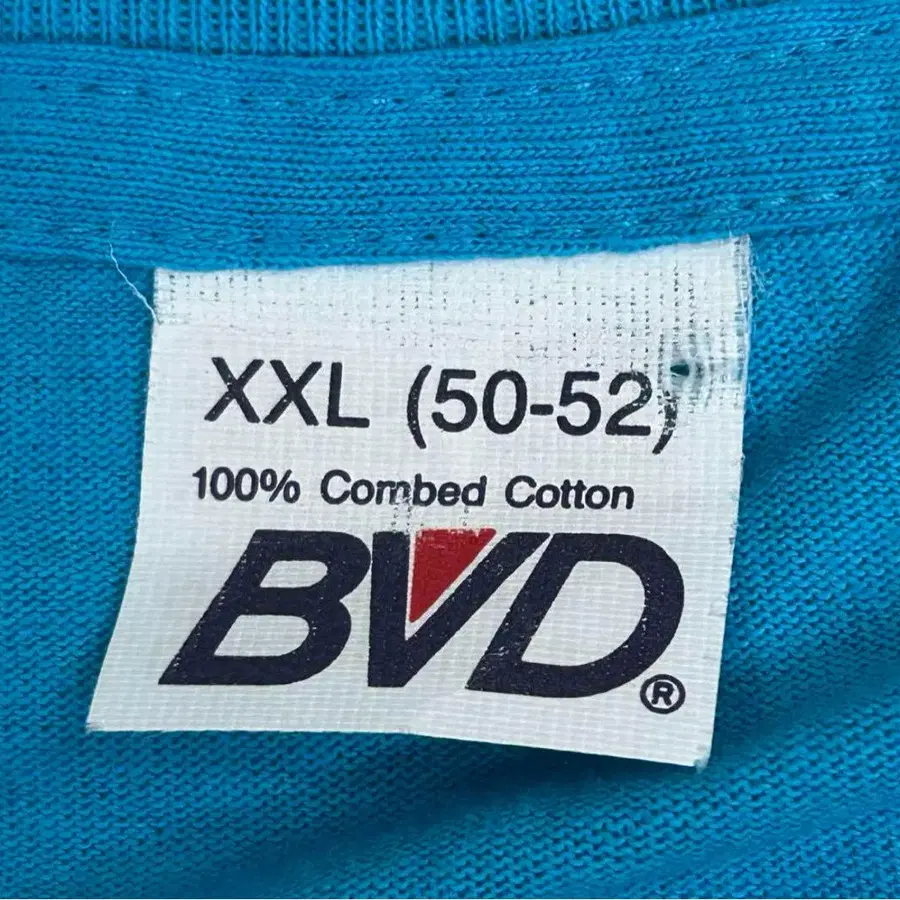 XXL (50-52)
100% Combed Cotton
BVD®